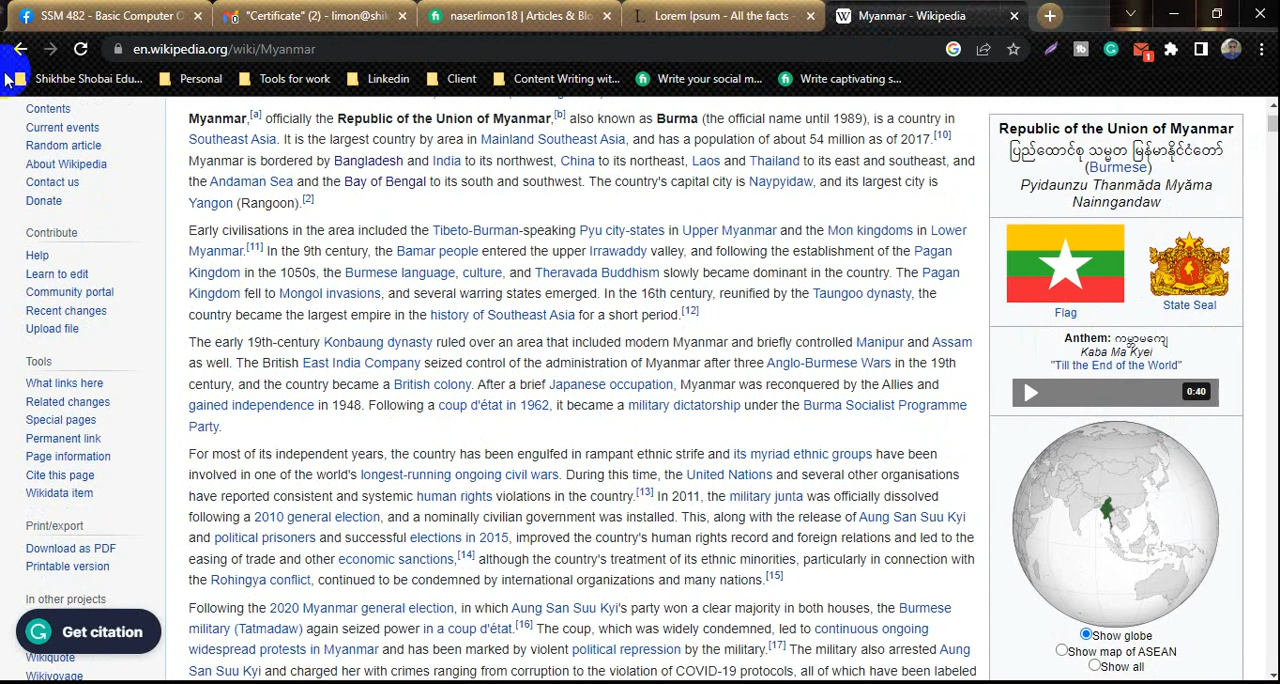 SSM 482 - Basic Computer O
"Certificate" (2) - limon@shik
naserlimon18 | Articles & Blo
Lorem Ipsum - All the facts -
Myanmar - Wikipedia
en.wikipedia.org/wiki/Myanmar
Shikhbe Shobai Edu...
Personal
Tools for work
Linkedin
Client
Content Writing wit...
Write your social m...
Write captivating s...
Contents
Current events
Random article
About Wikipedia
Contact us
Donate
Contribute
Help
Learn to edit
Community portal
Recent changes
Upload file
Tools
What links here
Related changes
Special pages
Permanent link
Page information
Cite this page
Wikidata item
Print/export
Download as PDF
Printable version
In other projects
Get citation
Wikiquote
Wikivoyage
Myanmar,[a] officially the Republic of the Union of Myanmar,[b] also known as Burma (the official name until 1989), is a country in
Southeast Asia. It is the largest country by area in Mainland Southeast Asia, and has a population of about 54 million as of 2017.[10]
Myanmar is bordered by Bangladesh and India to its northwest, China to its northeast, Laos and Thailand to its east and southeast, and
the Andaman Sea and the Bay of Bengal to its south and southwest. The country's capital city is Naypyidaw, and its largest city is
Yangon (Rangoon).[2]
Early civilisations in the area included the Tibeto-Burman-speaking Pyu city-states in Upper Myanmar and the Mon kingdoms in Lower
Myanmar.[11] In the 9th century, the Bamar people entered the upper Irrawaddy valley, and following the establishment of the Pagan
Kingdom in the 1050s, the Burmese language, culture, and Theravada Buddhism slowly became dominant in the country. The Pagan
Kingdom fell to Mongol invasions, and several warring states emerged. In the 16th century, reunified by the Taungoo dynasty, the
country became the largest empire in the history of Southeast Asia for a short period.[12]
The early 19th-century Konbaung dynasty ruled over an area that included modern Myanmar and briefly controlled Manipur and Assam
as well. The British East India Company seized control of the administration of Myanmar after three Anglo-Burmese Wars in the 19th
century, and the country became a British colony. After a brief Japanese occupation, Myanmar was reconquered by the Allies and
gained independence in 1948. Following a coup d'état in 1962, it became a military dictatorship under the Burma Socialist Programme
Party.
For most of its independent years, the country has been engulfed in rampant ethnic strife and its myriad ethnic groups have been
involved in one of the world's longest-running ongoing civil wars. During this time, the United Nations and several other organisations
have reported consistent and systemic human rights violations in the country.[13] In 2011, the military junta was officially dissolved
following a 2010 general election, and a nominally civilian government was installed. This, along with the release of Aung San Suu Kyi
and political prisoners and successful elections in 2015, improved the country's human rights record and foreign relations and led to the
easing of trade and other economic sanctions,[14] although the country's treatment of its ethnic minorities, particularly in connection with
the Rohingya conflict, continued to be condemned by international organizations and many nations.[15]
Following the 2020 Myanmar general election, in which Aung San Suu Kyi's party won a clear majority in both houses, the Burmese
military (Tatmadaw) again seized power in a coup d'état.[16] The coup, which was widely condemned, led to continuous ongoing
widespread protests in Myanmar and has been marked by violent political repression by the military.[17] The military also arrested Aung
San Suu Kyi and charged her with crimes ranging from corruption to the violation of COVID-19 protocols, all of which have been labeled
Republic of the Union of Myanmar
ပြည်ထောင်စု သမ္မတ မြန်မာနိုင်ငံတော်
(Burmese)
Pyidaunzu Thanmăda Myăma
Nainngandaw
Flag
State Seal
Anthem: ကမ္ဘာမကျေ
Kaba Ma Kyei
"Till the End of the World"
0:40
Show globe
Show map of ASEAN
Show all